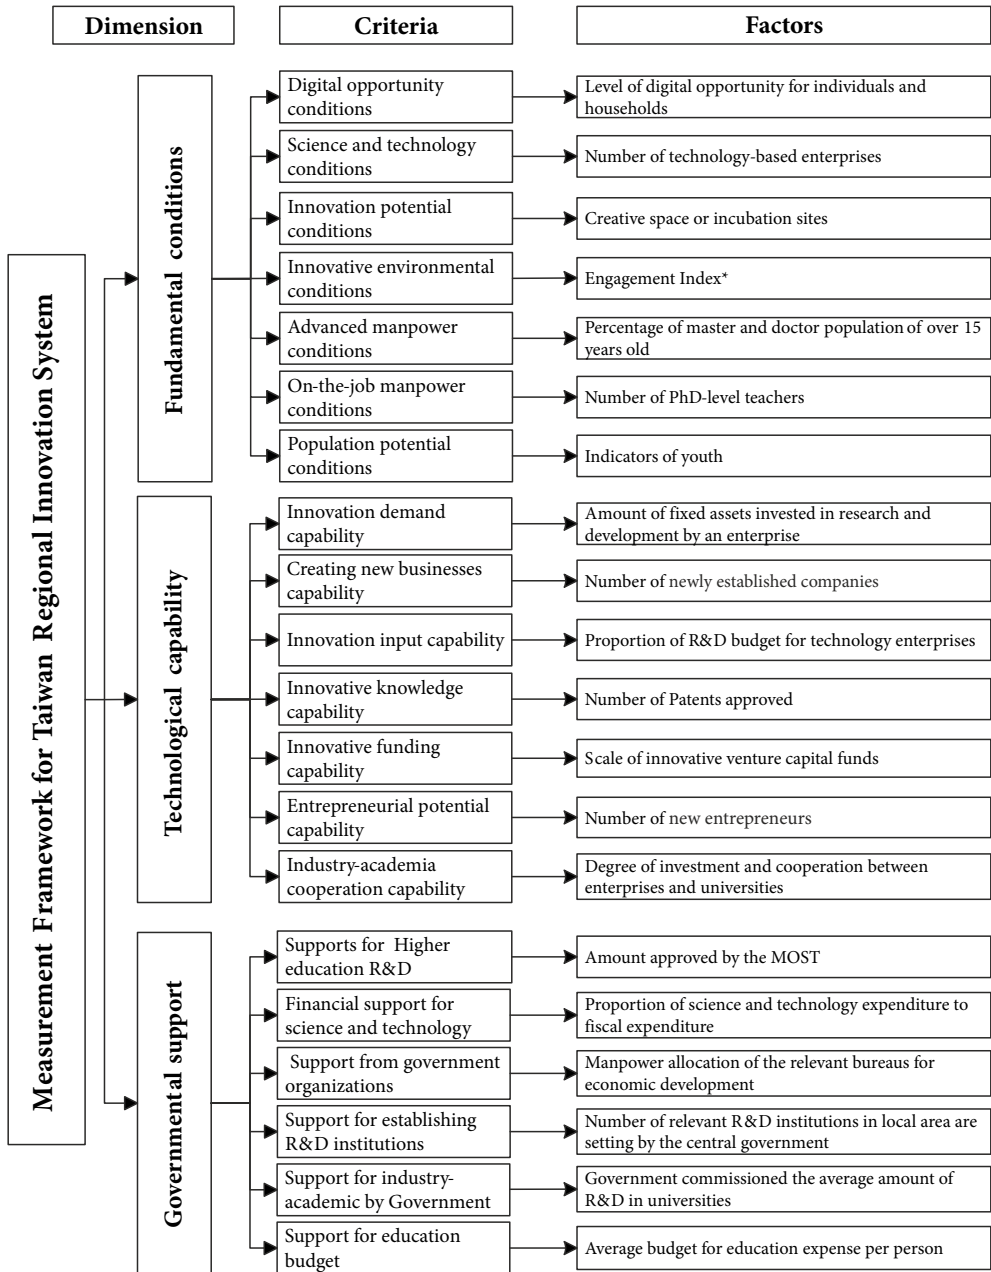 Dimension
Criteria
Factors
Measurement Framework for Taiwan Regional Innovation System
Fundamental conditions
Digital opportunity
conditions
Level of digital opportunity for individuals and
households
Science and technology
conditions
Number of technology-based enterprises
Innovation potential
conditions
Creative space or incubation sites
Innovative environmental
conditions
Engagement Index*
Advanced manpower
conditions
Percentage of master and doctor population of over 15
years old
On-the-job manpower
conditions
Number of PhD-level teachers
Population potential
conditions
Indicators of youth
Technological capability
Innovation demand
capability
Amount of fixed assets invested in research and
development by an enterprise
Creating new businesses
capability
Number of newly established companies
Innovation input capability
Proportion of R&D budget for technology enterprises
Innovative knowledge
capability
Number of Patents approved
Innovative funding
capability
Scale of innovative venture capital funds
Entrepreneurial potential
capability
Number of new entrepreneurs
Industry-academia
cooperation capability
Degree of investment and cooperation between
enterprises and universities
Governmental support
Supports for Higher
education R&D
Amount approved by the MOST
Financial support for
science and technology
Proportion of science and technology expenditure to
fiscal expenditure
Support from government
organizations
Manpower allocation of the relevant bureaus for
economic development
Support for establishing
R&D institutions
Number of relevant R&D institutions in local area are
setting by the central government
Support for industry-
academic by Government
Government commissioned the average amount of
R&D in universities
Support for education
budget
Average budget for education expense per person